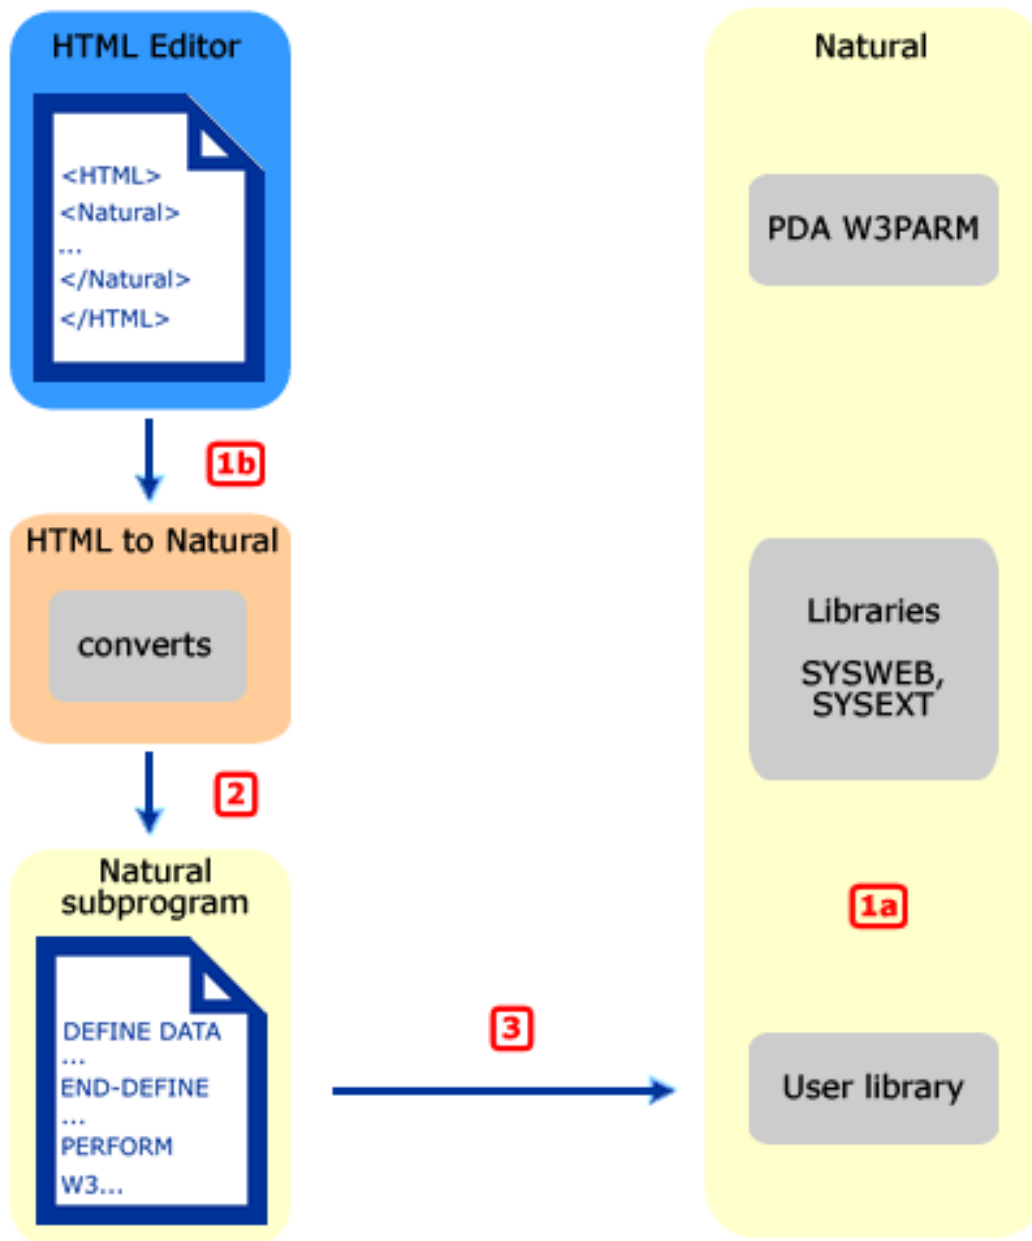 HTML Editor
<HTML>
<Natural>
...
</Natural>
</HTML>
1b
HTML to Natural
converts
2
Natural
subprogram
DEFINE DATA
...
END-DEFINE
...
PERFORM
W3...
3
Natural
PDA W3PARM
Libraries
SYSWEB,
SYSEXT
1a
User library